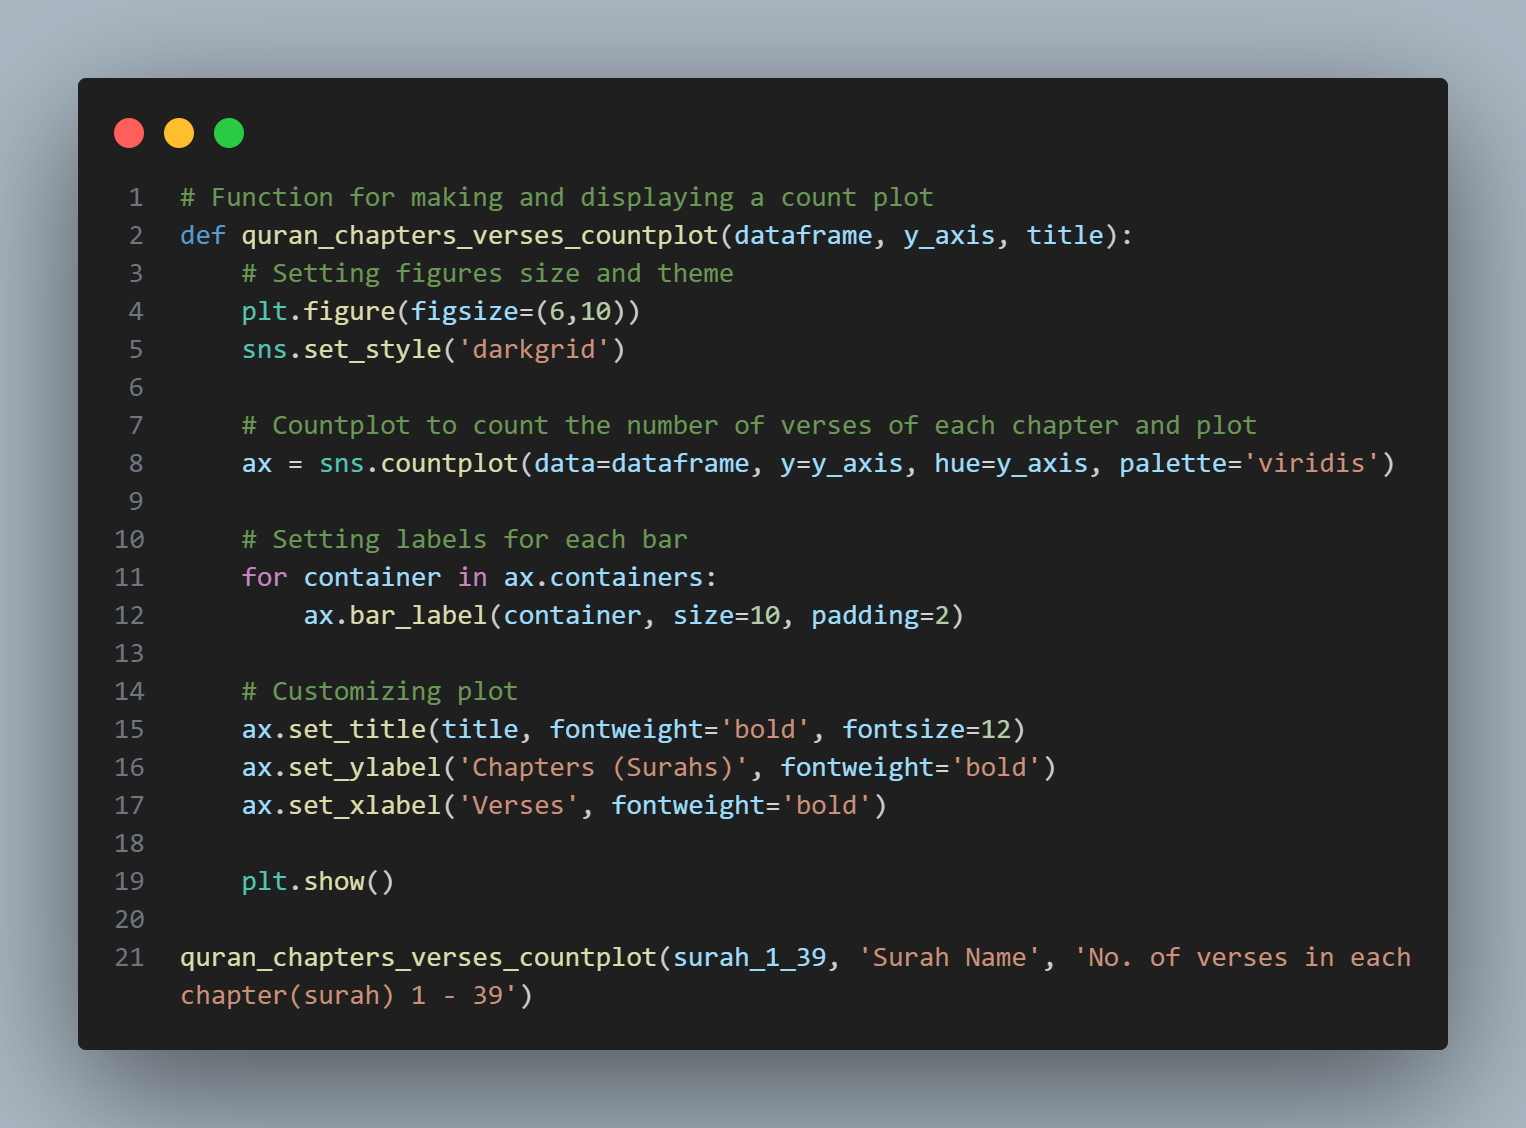 1 # Function for making and displaying a count plot
2 def quran_chapters_verses_countplot(dataframe, y_axis, title):
3     # Setting figures size and theme
4     plt.figure(figsize=(6,10))
5     sns.set_style('darkgrid')
6
7     # Countplot to count the number of verses of each chapter and plot
8     ax = sns.countplot(data=dataframe, y=y_axis, hue=y_axis, palette='viridis')
9
10     # Setting labels for each bar
11     for container in ax.containers:
12         ax.bar_label(container, size=10, padding=2)
13
14     # Customizing plot
15     ax.set_title(title, fontweight='bold', fontsize=12)
16     ax.set_ylabel('Chapters (Surahs)', fontweight='bold')
17     ax.set_xlabel('Verses', fontweight='bold')
18
19     plt.show()
20
21 quran_chapters_verses_countplot(surah_1_39, 'Surah Name', 'No. of verses in each
chapter(surah) 1 - 39')